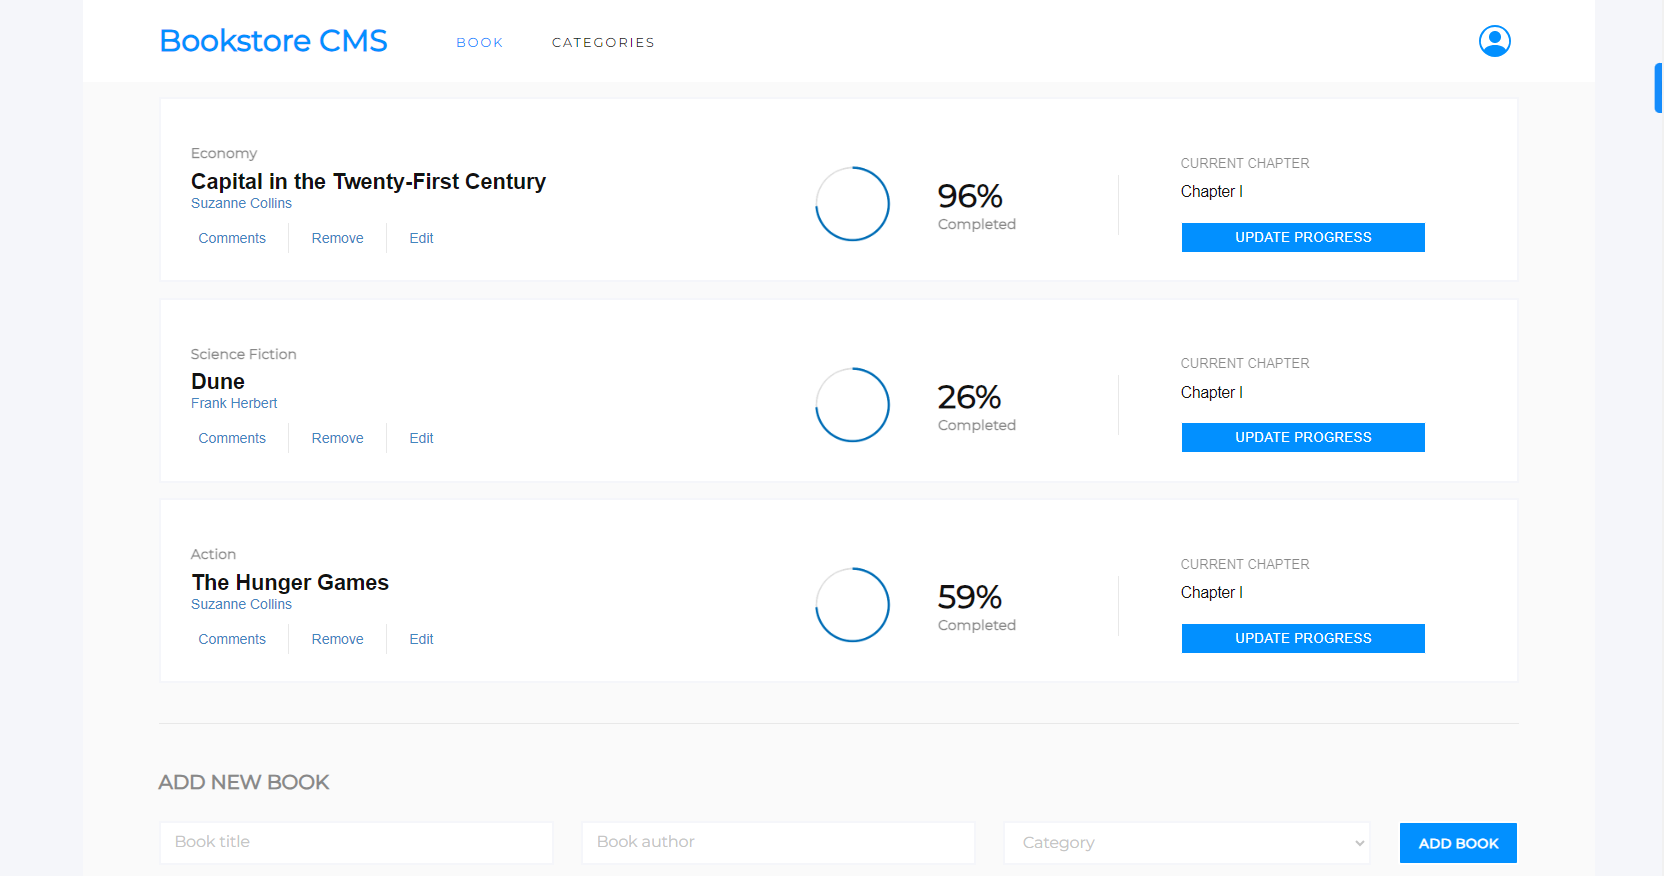 Bookstore CMS
BOOK
CATEGORIES
Economy
Capital in the Twenty-First Century
Suzanne Collins
Comments
Remove
Edit
96%
Completed
CURRENT CHAPTER
Chapter I
UPDATE PROGRESS
Science Fiction
Dune
Frank Herbert
Comments
Remove
Edit
26%
Completed
CURRENT CHAPTER
Chapter I
UPDATE PROGRESS
Action
The Hunger Games
Suzanne Collins
Comments
Remove
Edit
59%
Completed
CURRENT CHAPTER
Chapter I
UPDATE PROGRESS
ADD NEW BOOK
Book title
Book author
Category
ADD BOOK